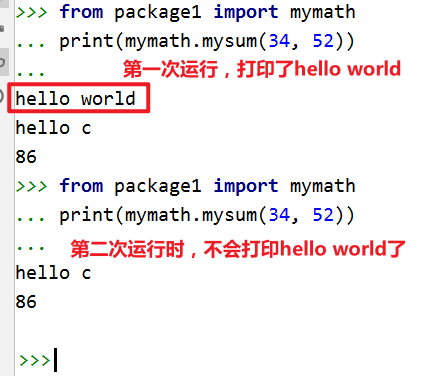 >>> from package1 import mymath
... print(mymath.mysum(34, 52))
...
第一次运行，打印了hello world
hello world
hello c
86
>>> from package1 import mymath
... print(mymath.mysum(34, 52))
...
第二次运行时，不会打印hello world了
hello c
86
>>>